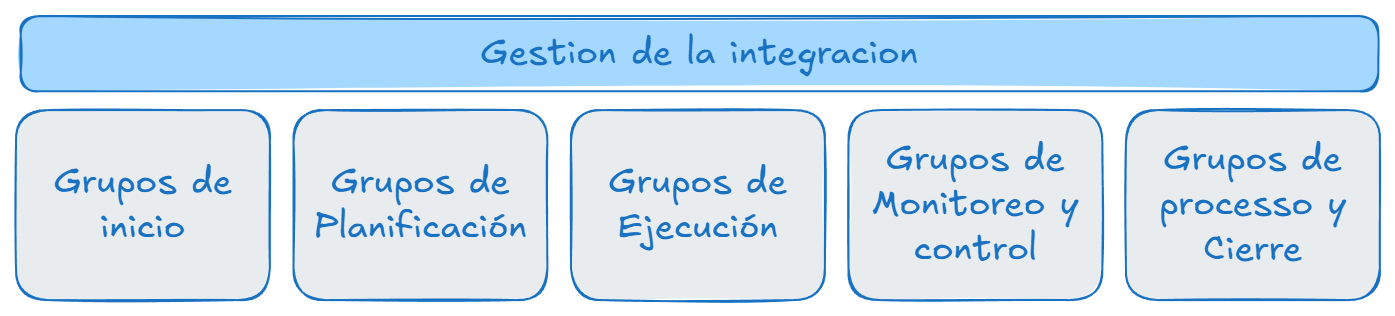 Gestion de la integracion
Grupos de
inicio
Grupos de
Planificación
Grupos de
Ejecución
Grupos de
Monitoreo y
control
Grupos de
processo y
Cierre